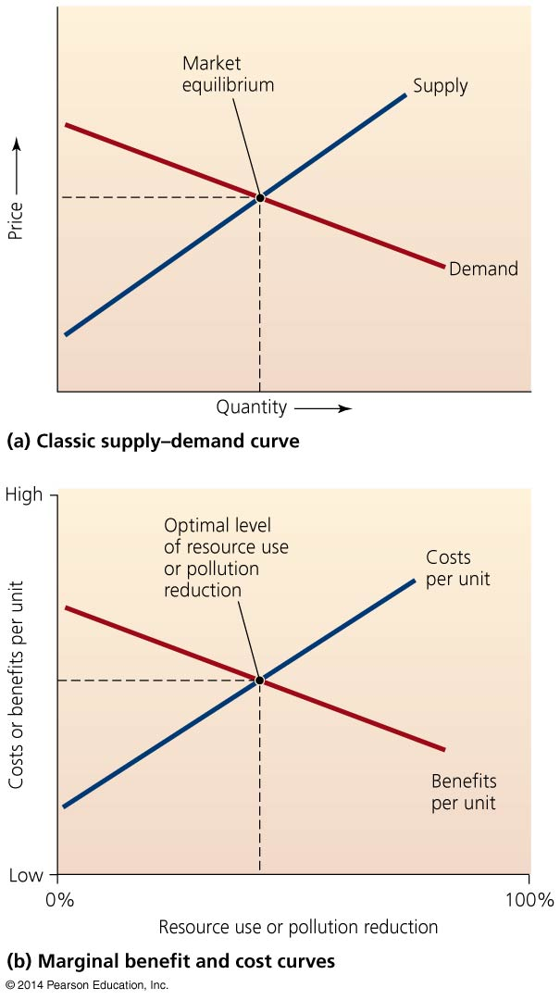 Market
equilibrium
Supply
Price
Demand
Quantity
(a) Classic supply–demand curve
High
Optimal level
of resource use
or pollution
reduction
Costs
per unit
Costs or benefits per unit
Benefits
per unit
Low
0%
100%
Resource use or pollution reduction
(b) Marginal benefit and cost curves
© 2014 Pearson Education, Inc.